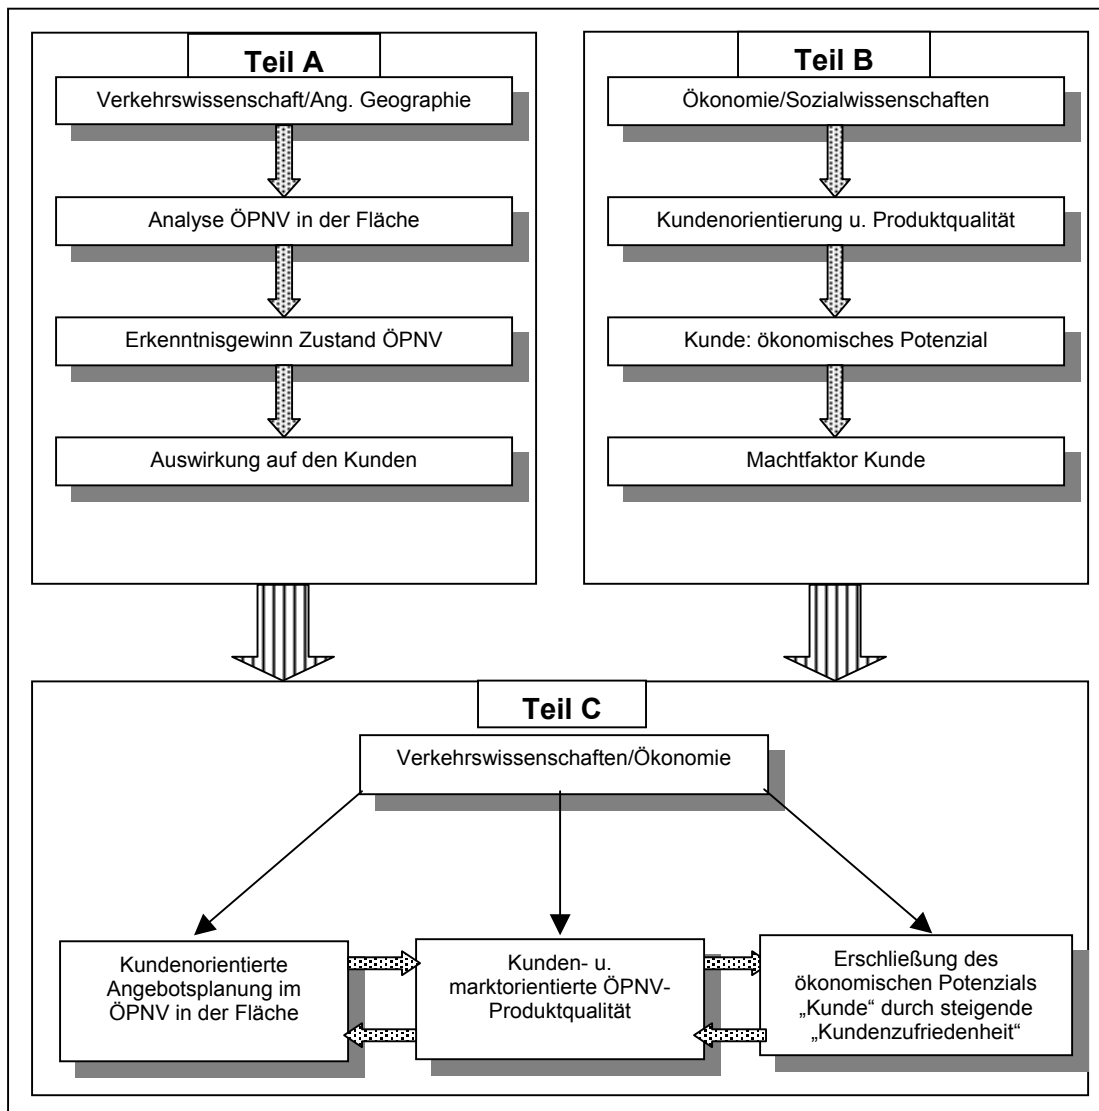 Teil A
Verkehrswissenschaft/Ang. Geographie
Analyse ÖPNV in der Fläche
Erkenntnisgewinn Zustand ÖPNV
Auswirkung auf den Kunden
Teil B
Ökonomie/Sozialwissenschaften
Kundenorientierung u. Produktqualität
Kunde: ökonomisches Potenzial
Machtfaktor Kunde
Teil C
Verkehrswissenschaften/Ökonomie
Kundenorientierte
Angebotsplanung im
ÖPNV in der Fläche
Kunden- u.
marktorientierte ÖPNV-
Produktqualität
Erschließung des
ökonomischen Potenzials
„Kunde“ durch steigende
„Kundenzufriedenheit“